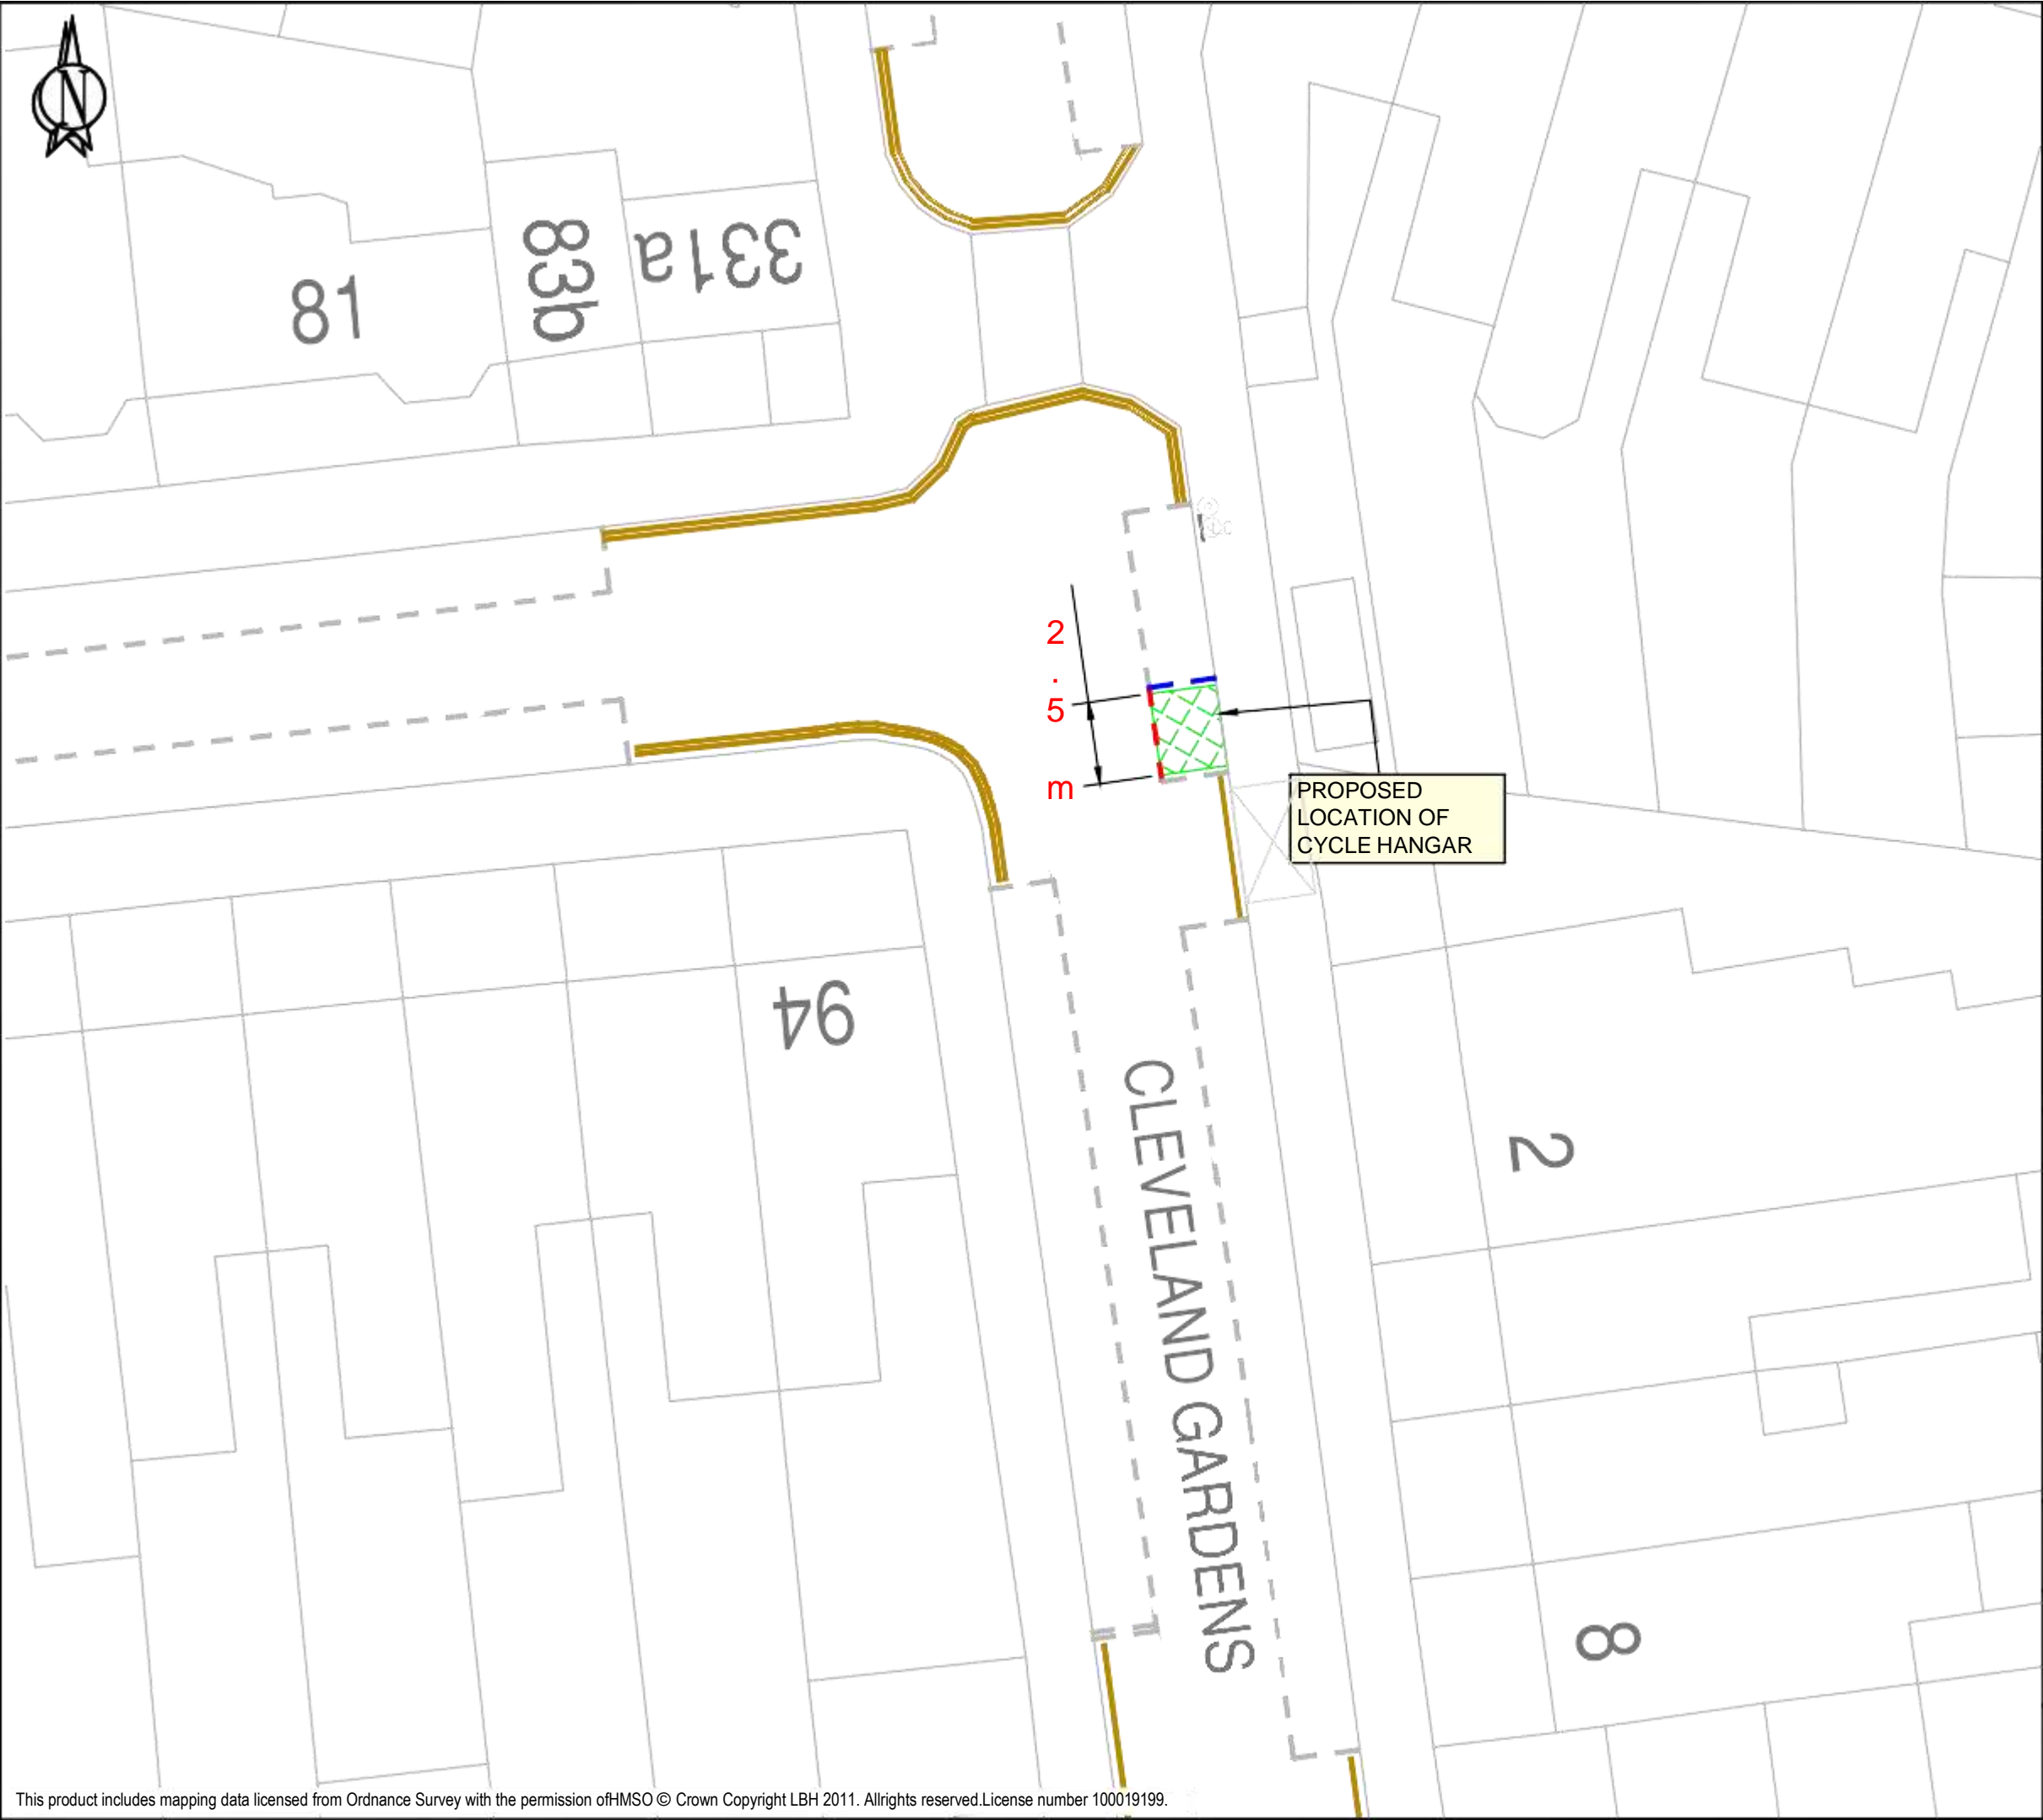 N
81
83b
331a
2.5m
PROPOSED
LOCATION OF
CYCLE HANGAR
94
CLEVELAND GARDENS
2
8
This product includes mapping data licensed from Ordnance Survey with the permission ofHMSO © Crown Copyright LBH 2011. Allrights reserved.License number 100019199.